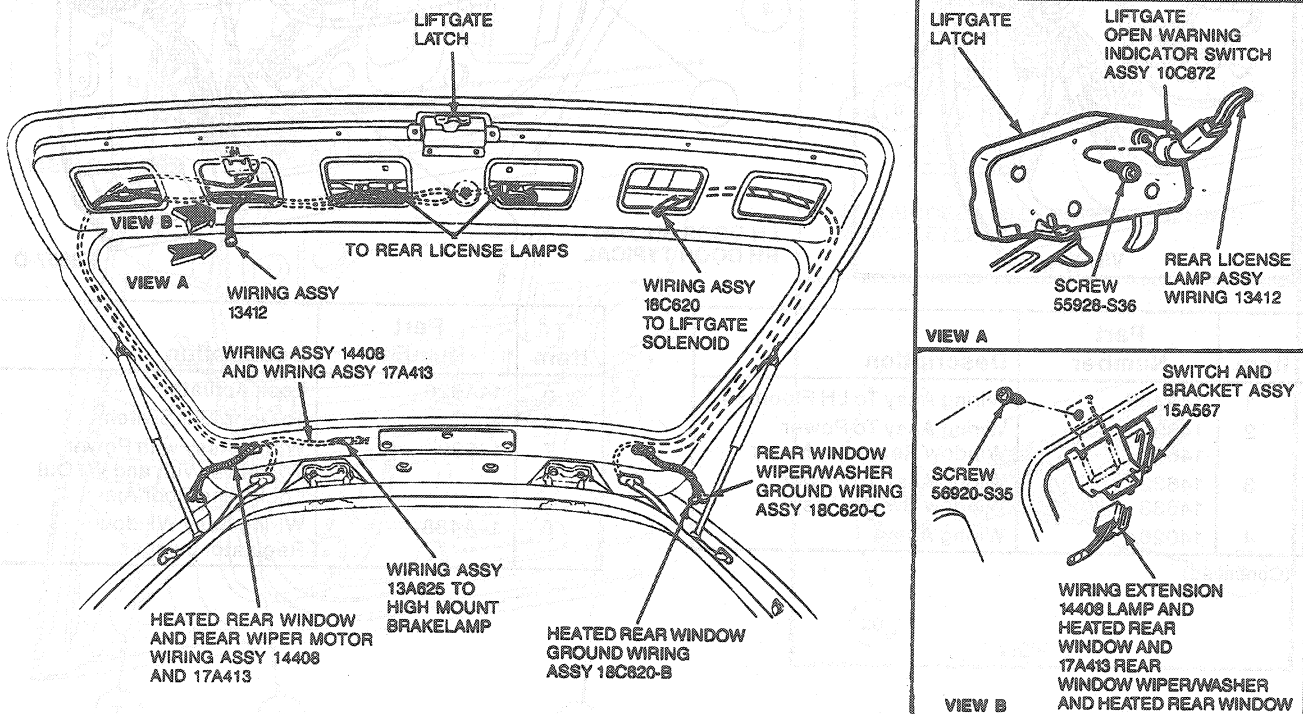 LIFTGATE
LATCH
VIEW B
VIEW A
TO REAR LICENSE LAMPS
WIRING ASSY
13412
WIRING ASSY
18C620
TO LIFTGATE
SOLENOID
WIRING ASSY 14408
AND WIRING ASSY 17A413
REAR WINDOW
WIPER/WASHER
GROUND WIRING
ASSY 18C620-C
WIRING ASSY
13A625 TO
HIGH MOUNT
BRAKELAMP
HEATED REAR WINDOW
AND REAR WIPER MOTOR
WIRING ASSY 14408
AND 17A413
HEATED REAR WINDOW
GROUND WIRING
ASSY 18C620-B
LIFTGATE
LATCH
LIFTGATE
OPEN WARNING
INDICATOR SWITCH
ASSY 10C872
SCREW
55928-S36
REAR LICENSE
LAMP ASSY
WIRING 13412
VIEW A
SWITCH AND
BRACKET ASSY
15A567
SCREW
56920-S35
WIRING EXTENSION
14408 LAMP AND
HEATED REAR
WINDOW AND
17A413 REAR
WINDOW WIPER/WASHER
AND HEATED REAR WINDOW
VIEW B